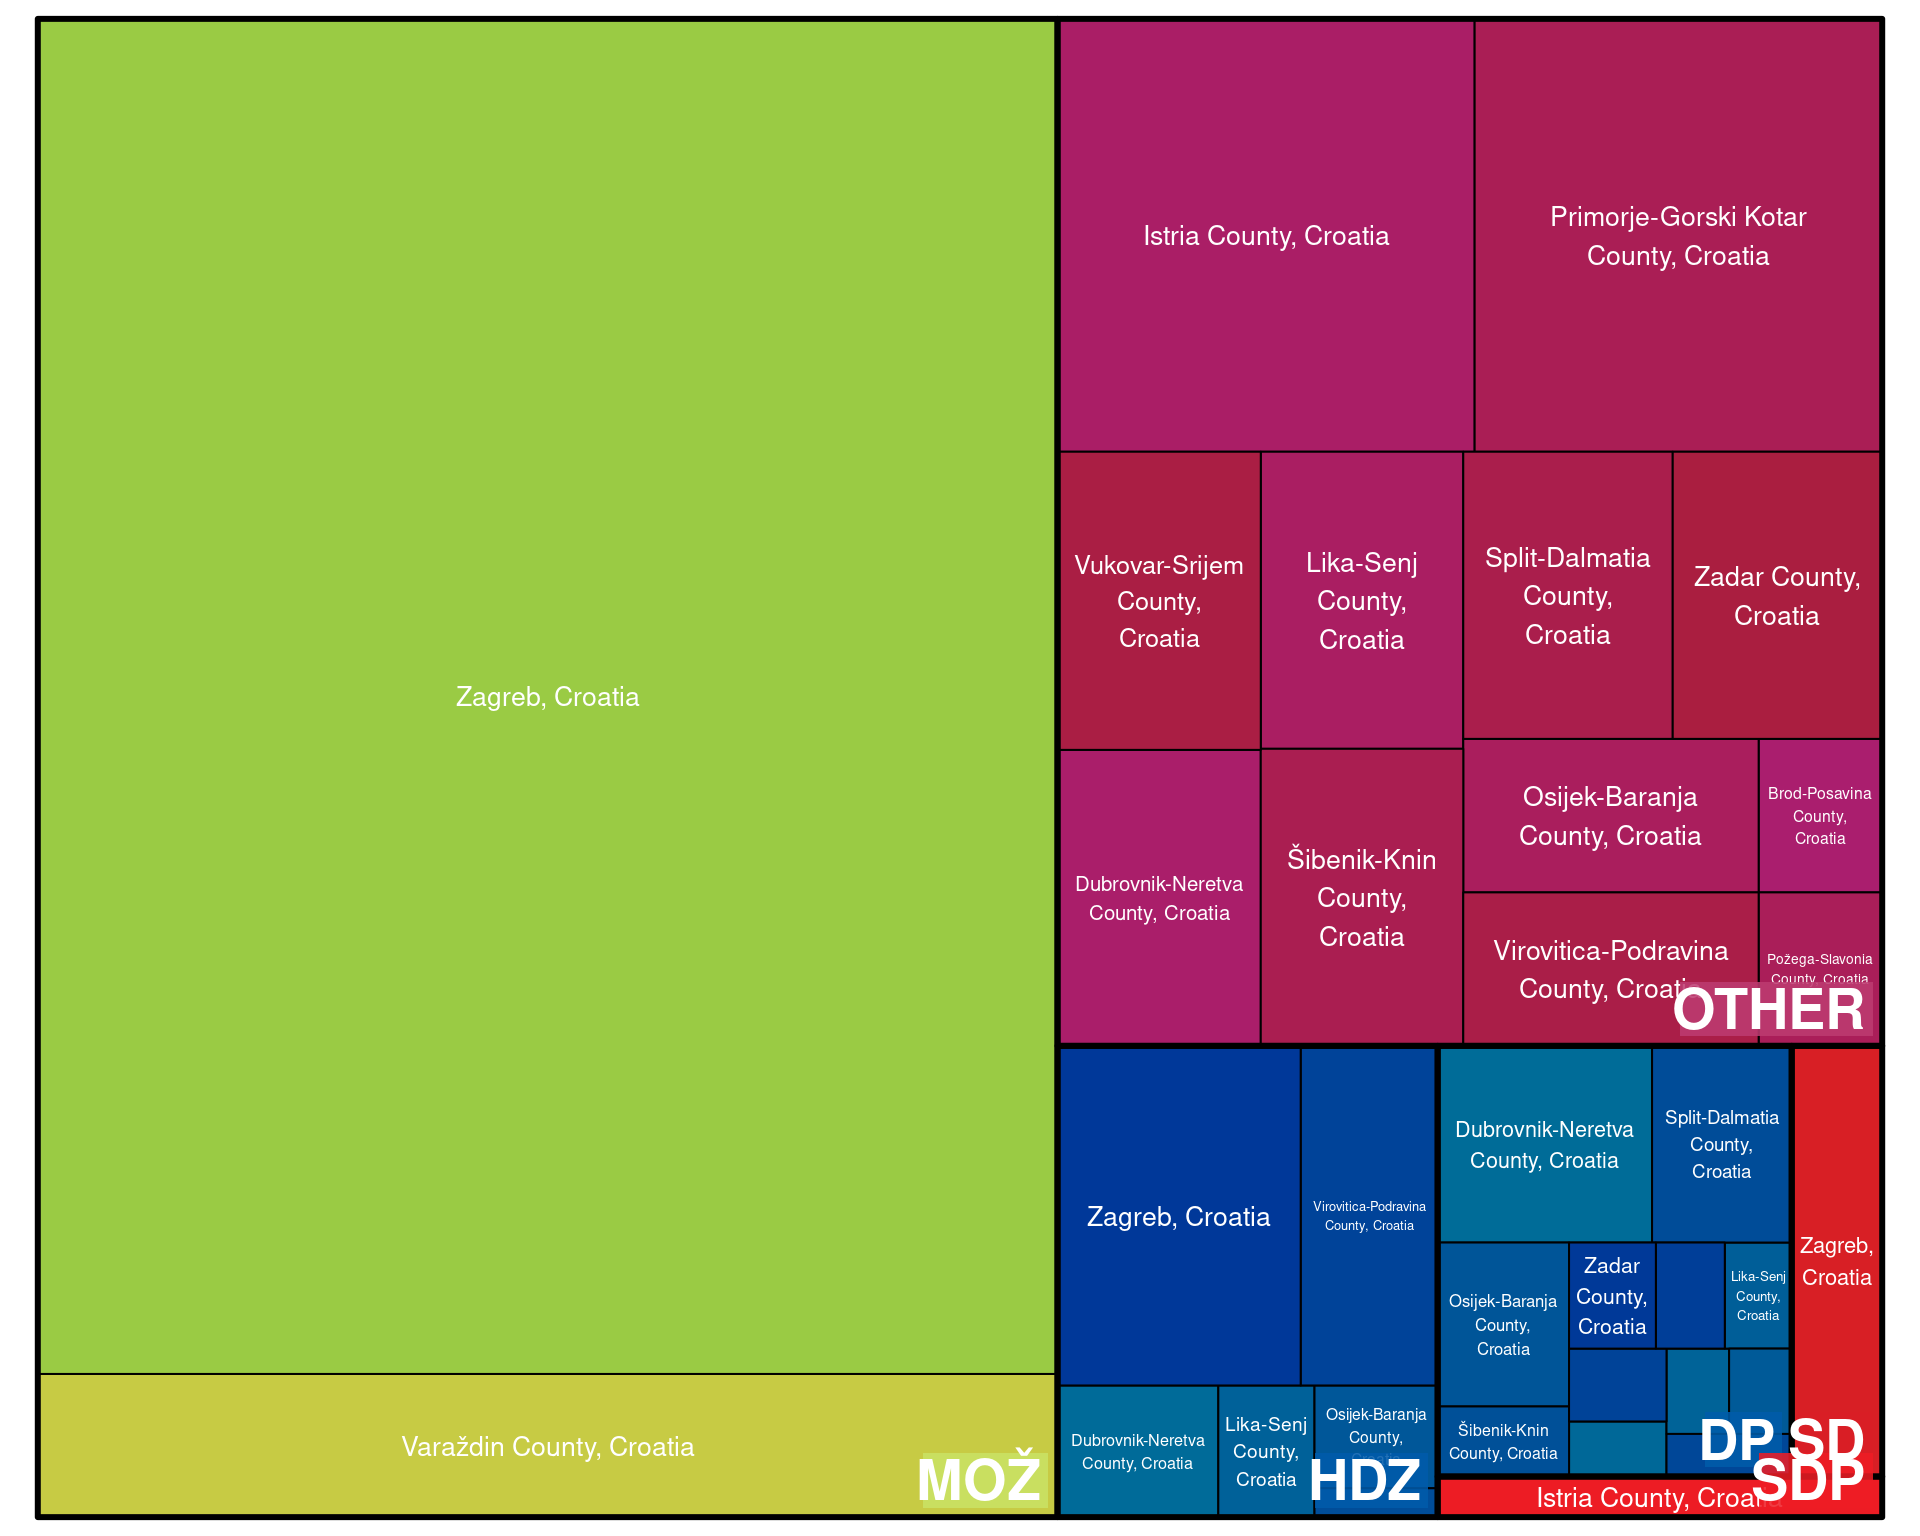 Zagreb, Croatia
Varaždin County, Croatia
MOŽ
Istria County, Croatia
Primorje-Gorski Kotar
County, Croatia
Vukovar-Srijem
County,
Croatia
Lika-Senj
County,
Croatia
Split-Dalmatia
County,
Croatia
Zadar County,
Croatia
Dubrovnik-Neretva
County, Croatia
Šibenik-Knin
County,
Croatia
Osijek-Baranja
County, Croatia
Brod-Posavina
County,
Croatia
Virovitica-Podravina
County, Croatia
Požega-Slavonia
County, Croatia
OTHER
Zagreb, Croatia
Virovitica-Podravina
County, Croatia
Dubrovnik-Neretva
County, Croatia
Lika-Senj
County,
Croatia
Osijek-Baranja
County,
HDZ
Dubrovnik-Neretva
County, Croatia
Split-Dalmatia
County,
Croatia
Osijek-Baranja
County,
Croatia
Zadar
County,
Croatia
Lika-Senj
County,
Croatia
Šibenik-Knin
County, Croatia
DP
Zagreb,
Croatia
SD
Istria County, Croatia
SDP